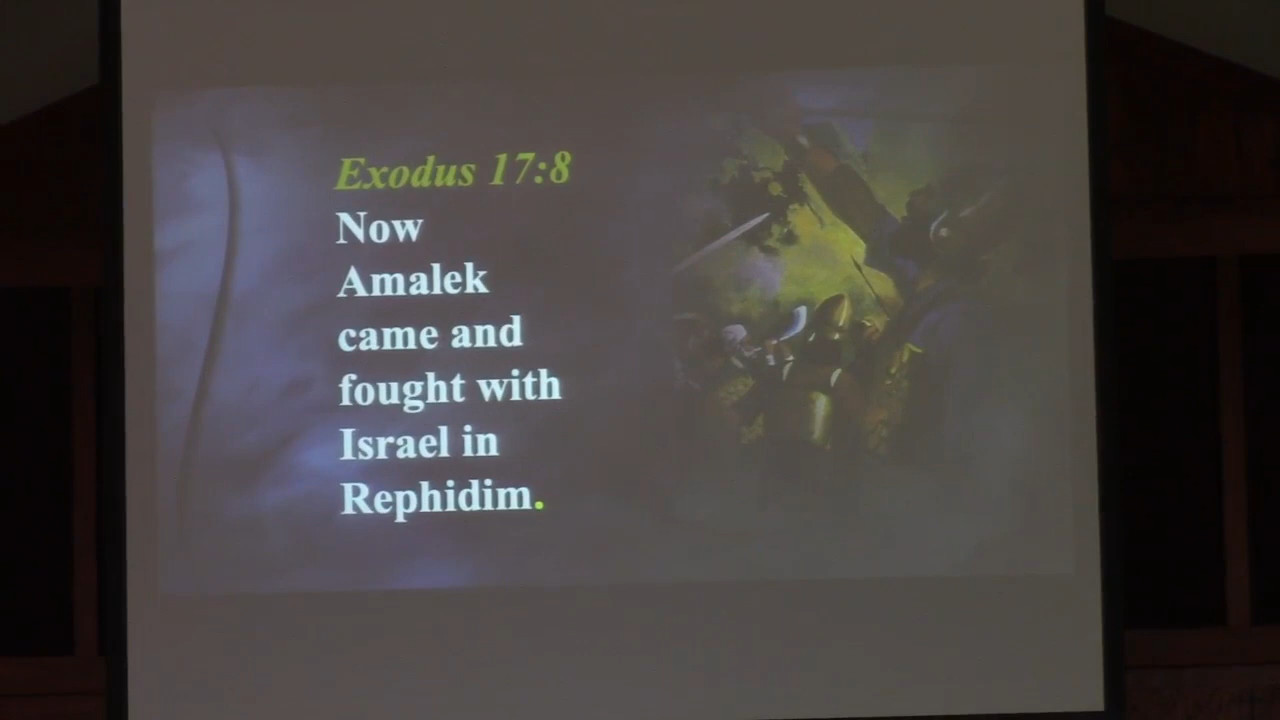 Exodus 17:8
Now
Amalek
came and
fought with
Israel in
Rephidim.